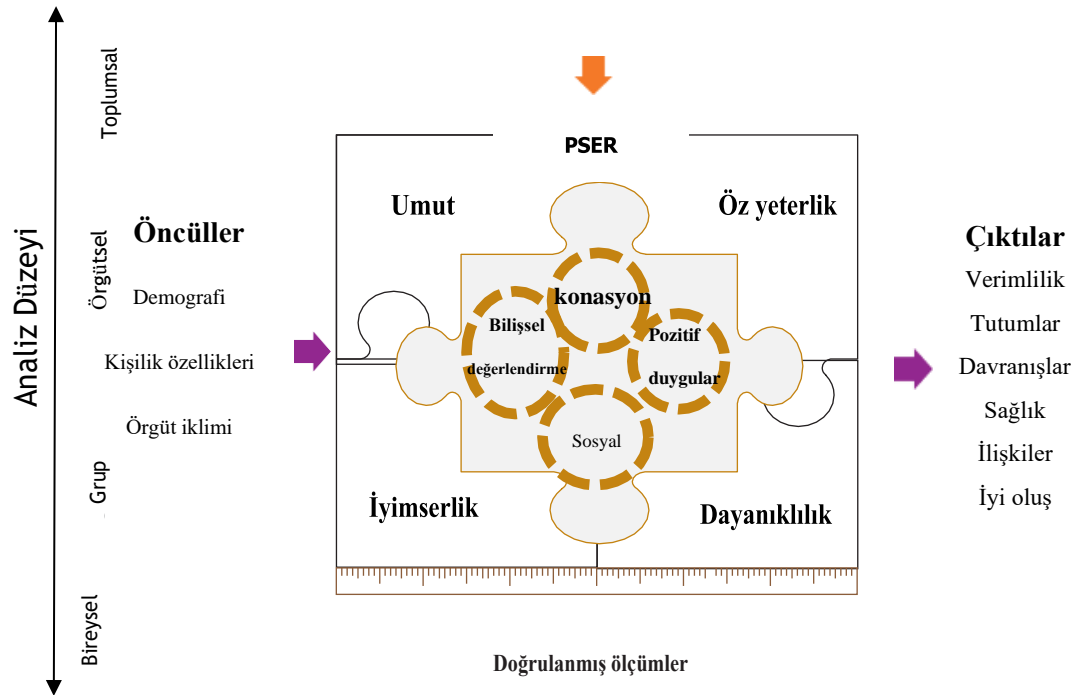 Analiz Düzeyi
Toplumsal
Örgütsel
Grup
Bireysel
Öncüller
Demografi
Kişilik özellikleri
Örgüt iklimi
PSER
Umut
Öz yeterlik
konasyon
Bilişsel
değerlendirme
Pozitif
duygular
Sosyal
İyimserlik
Dayanıklılık
Doğrulanmış ölçümler
Çıktılar
Verimlilik
Tutumlar
Davranışlar
Sağlık
İlişkiler
İyi oluş